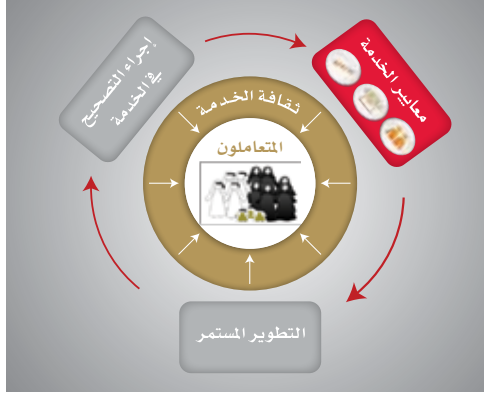 إجراء التصحيح
في الخدمة
معايير الخدمة
ثقافة الخدمة
المتعاملون
التطوير المستمر